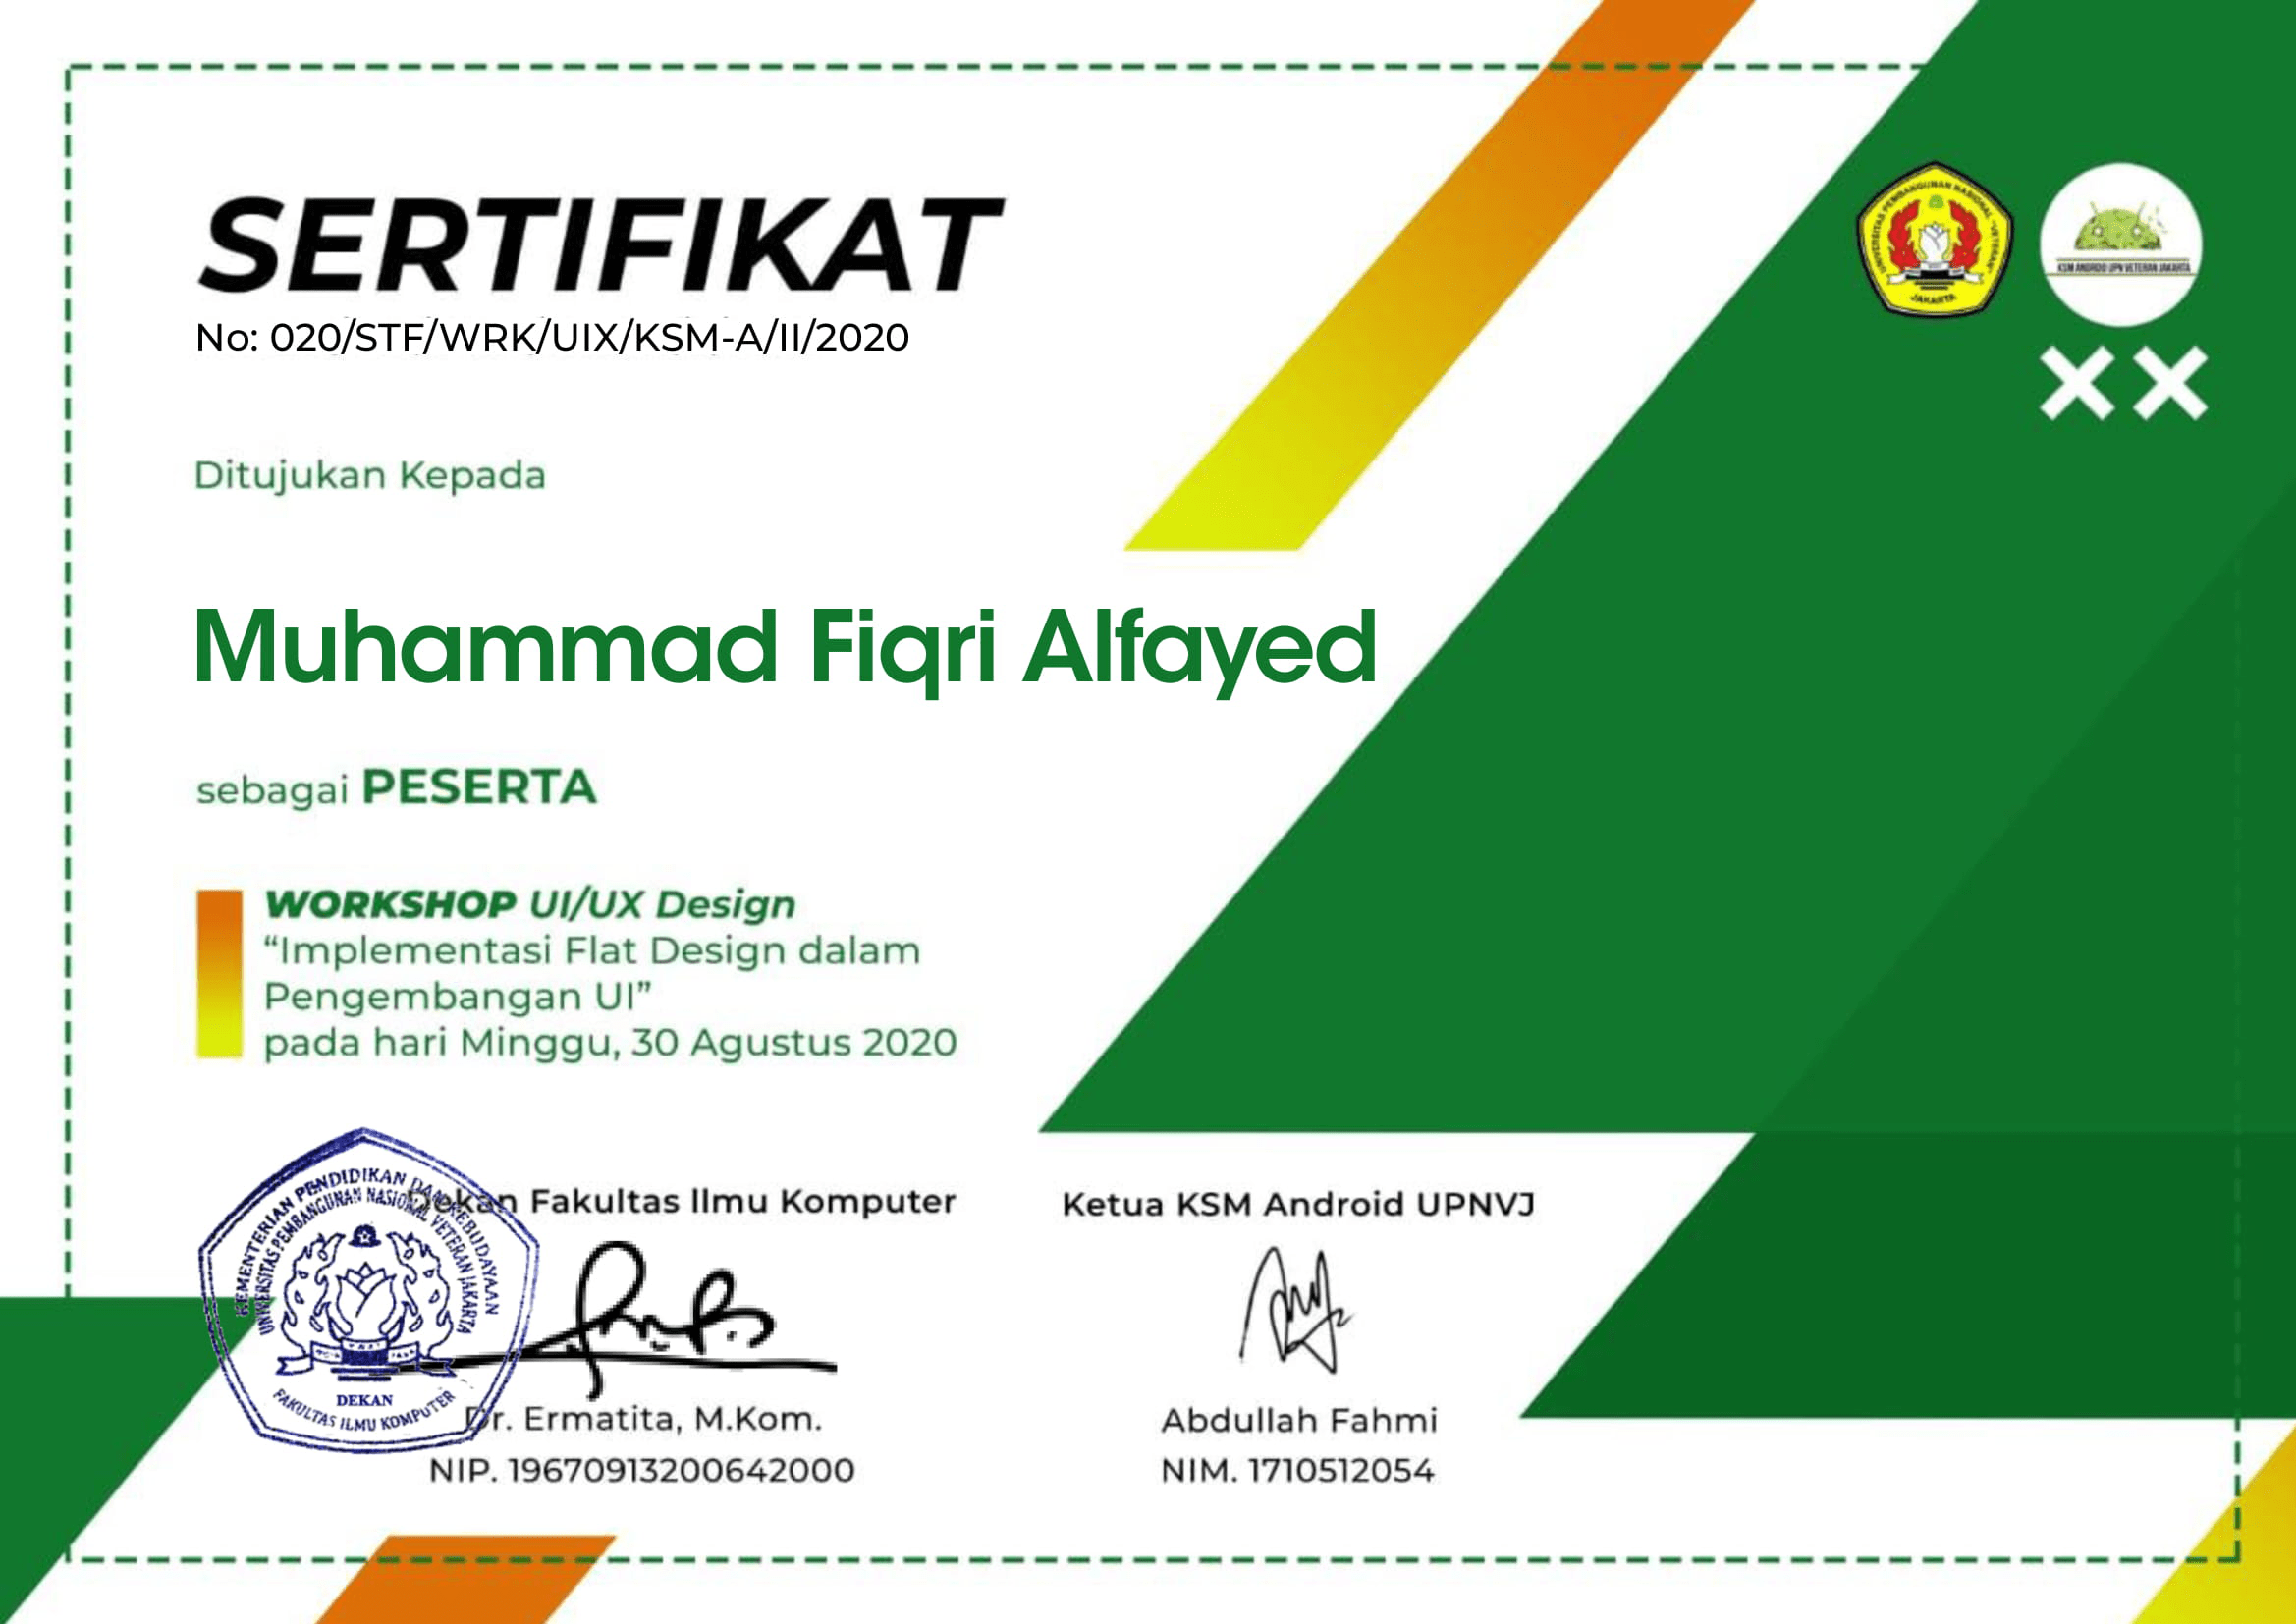 SERTIFIKAT
No: 020/STF/WRK/UIX/KSM-A/II/2020
UNIVERSITAS PEMBANGUNAN NASIONAL "VETERAN"
JAKARTA
KSM ANDROID UPN VETERAN JAKARTA
Ditujukan Kepada
Muhammad Fiqri Alfayed
sebagai PESERTA
WORKSHOP UI/UX Design
“Implementasi Flat Design dalam
Pengembangan UI”
pada hari Minggu, 30 Agustus 2020
Dekan Fakultas Ilmu Komputer
Ketua KSM Android UPNVJ
KEMENTERIAN PENDIDIKAN DAN KEBUDAYAAN
UNIVERSITAS PEMBANGUNAN NASIONAL VETERAN JAKARTA
DEKAN
FAKULTAS ILMU KOMPUTER
Dr. Ermatita, M.Kom.
NIP. 19670913200642000
Abdullah Fahmi
NIM. 1710512054